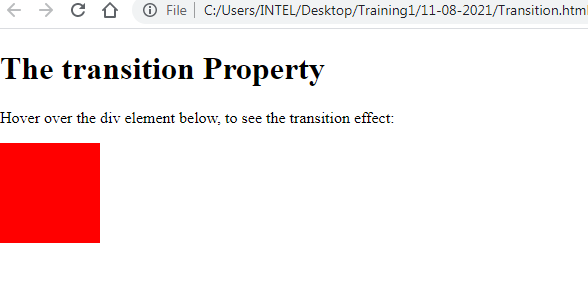 File | C:/Users/INTEL/Desktop/Training1/11-08-2021/Transition.html
The transition Property
Hover over the div element below, to see the transition effect: